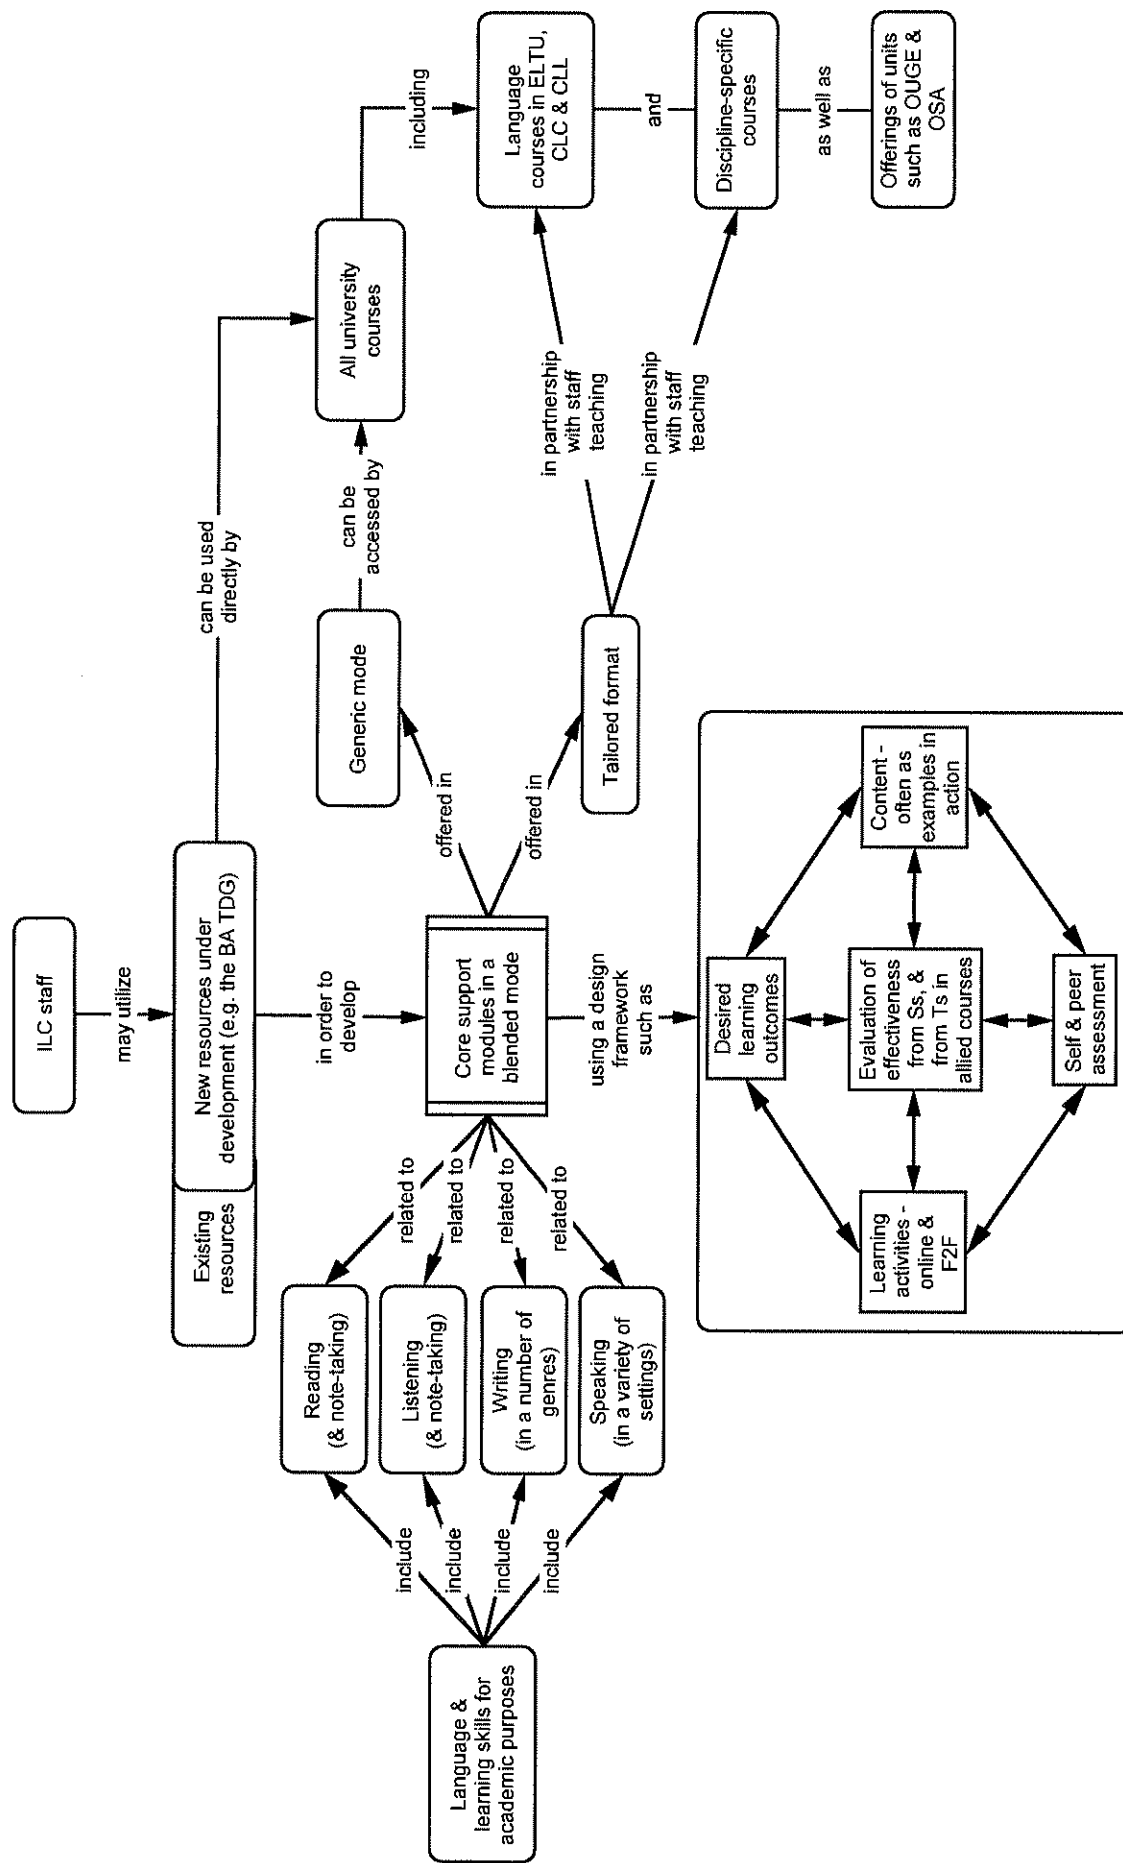 ILC staff
may utilize
Existing
resources
New resources under
development (e.g. the BA TDG)
can be used
directly by
in order to
develop
Language &
learning skills for
academic purposes
include
include
include
include
Reading
(& note-taking)
Listening
(& note-taking)
Writing
(in a number of
genres)
Speaking
(in a variety of
settings)
related to
related to
related to
related to
Core support
modules in a
blended mode
offered in
offered in
Generic mode
can be
accessed by
All university
courses
including
Tailored format
in partnership
with staff
teaching
in partnership
with staff
teaching
Language
courses in ELTU,
CLC & CLL
and
Discipline-specific
courses
as well as
Offerings of units
such as OUGE &
OSA
using a design
framework
such as
Desired
learning
outcomes
Learning
activities -
online &
F2F
Evaluation of
effectiveness
from Ss, &
from Ts in
allied courses
Content -
often as
examples in
action
Self & peer
assessment